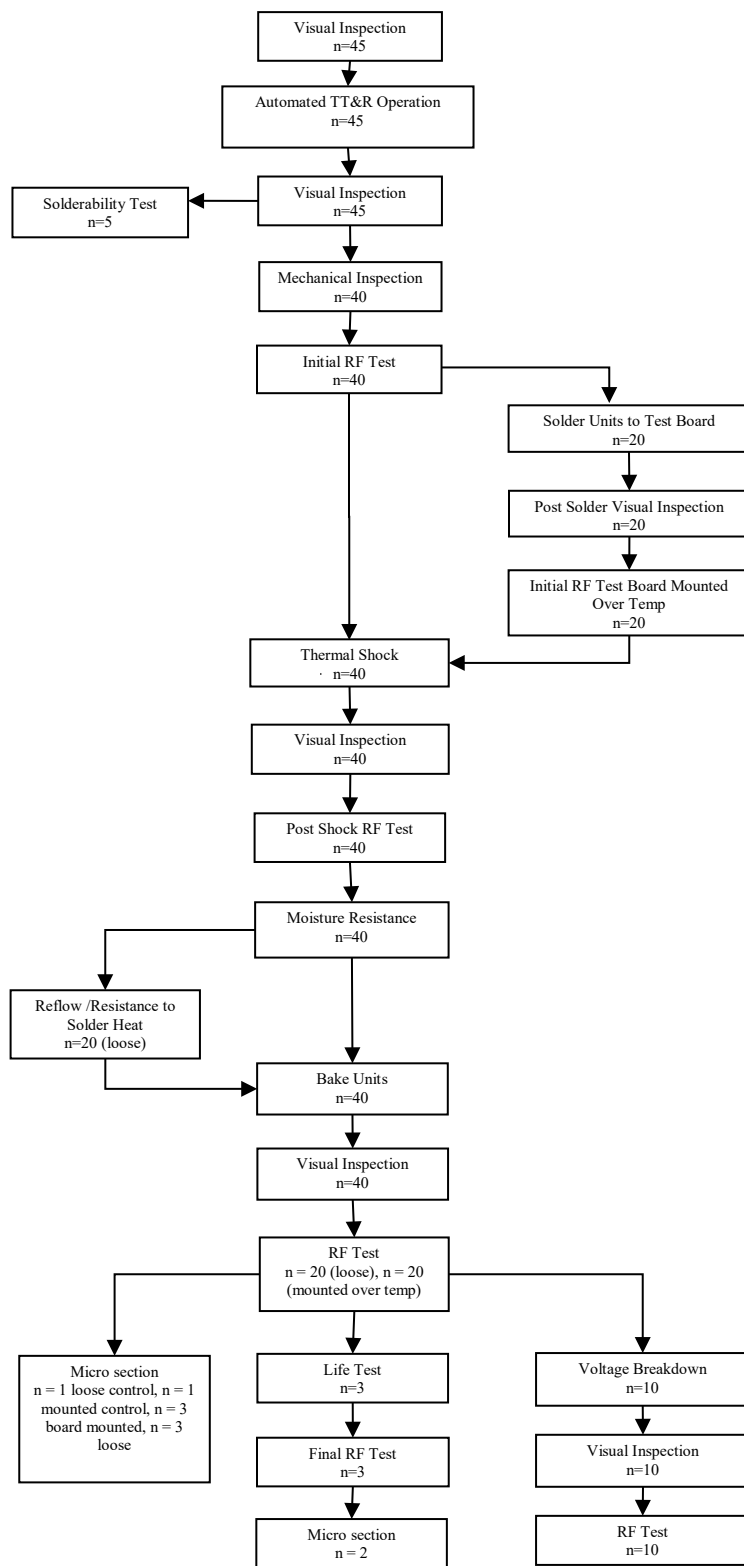 Visual Inspection
n=45
Automated TT&R Operation
n=45
Visual Inspection
n=45
Solderability Test
n=5
Mechanical Inspection
n=40
Initial RF Test
n=40
Solder Units to Test Board
n=20
Post Solder Visual Inspection
n=20
Initial RF Test Board Mounted
Over Temp
n=20
Thermal Shock
· n=40
Visual Inspection
n=40
Post Shock RF Test
n=40
Moisture Resistance
n=40
Reflow /Resistance to
Solder Heat
n=20 (loose)
Bake Units
n=40
Visual Inspection
n=40
RF Test
n = 20 (loose), n = 20
(mounted over temp)
Micro section
n = 1 loose control, n = 1
mounted control, n = 3
board mounted, n = 3
loose
Life Test
n=3
Final RF Test
n=3
Micro section
n = 2
Voltage Breakdown
n=10
Visual Inspection
n=10
RF Test
n=10